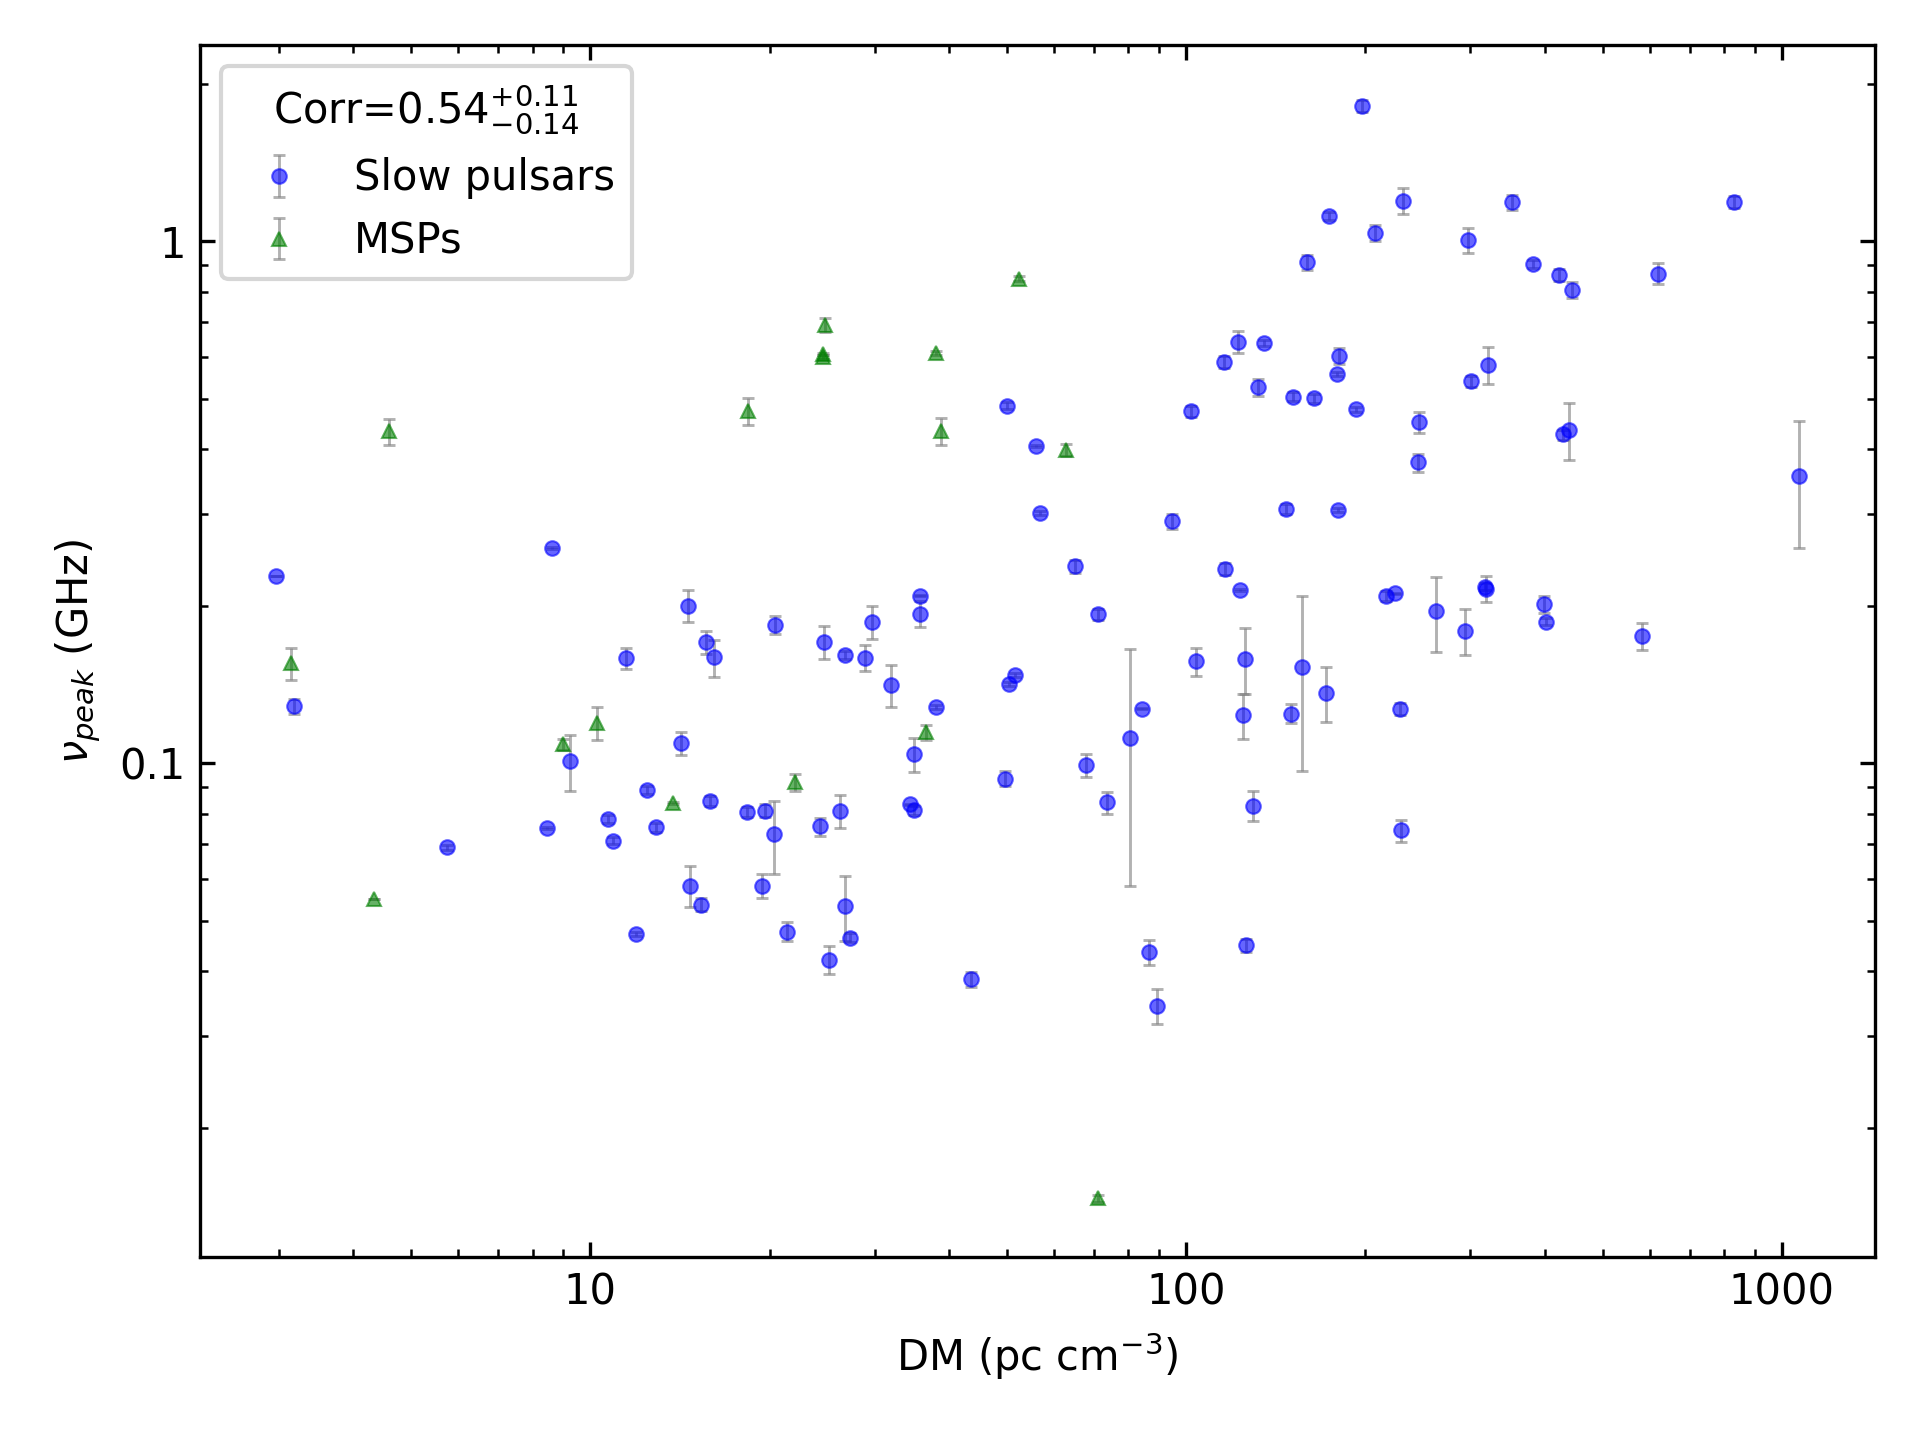 Corr=0.54$^{+0.11}_{-0.14}$
Slow pulsars
MSPs
ν$_{peak}$ (GHz)
1
0.1
10 100 1000
DM (pc cm$^{-3}$)